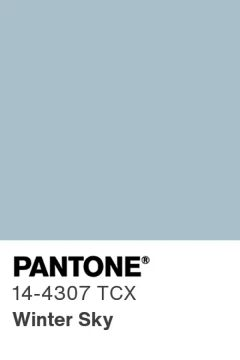 PANTONE®
14-4307 TCX
Winter Sky